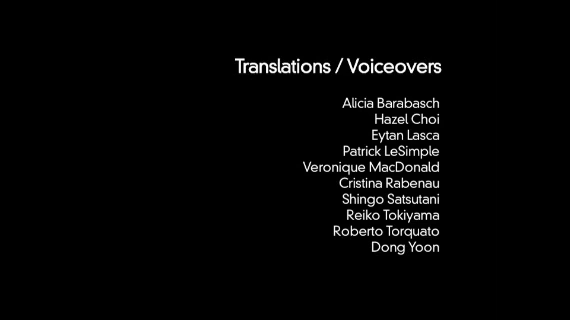 Translations / Voiceovers
Alicia Barabasch
Hazel Choi
Eytan Lasca
Patrick LeSimple
Veronique MacDonald
Cristina Rabenau
Shingo Satsutani
Reiko Tokiyama
Roberto Torquato
Dong Yoon